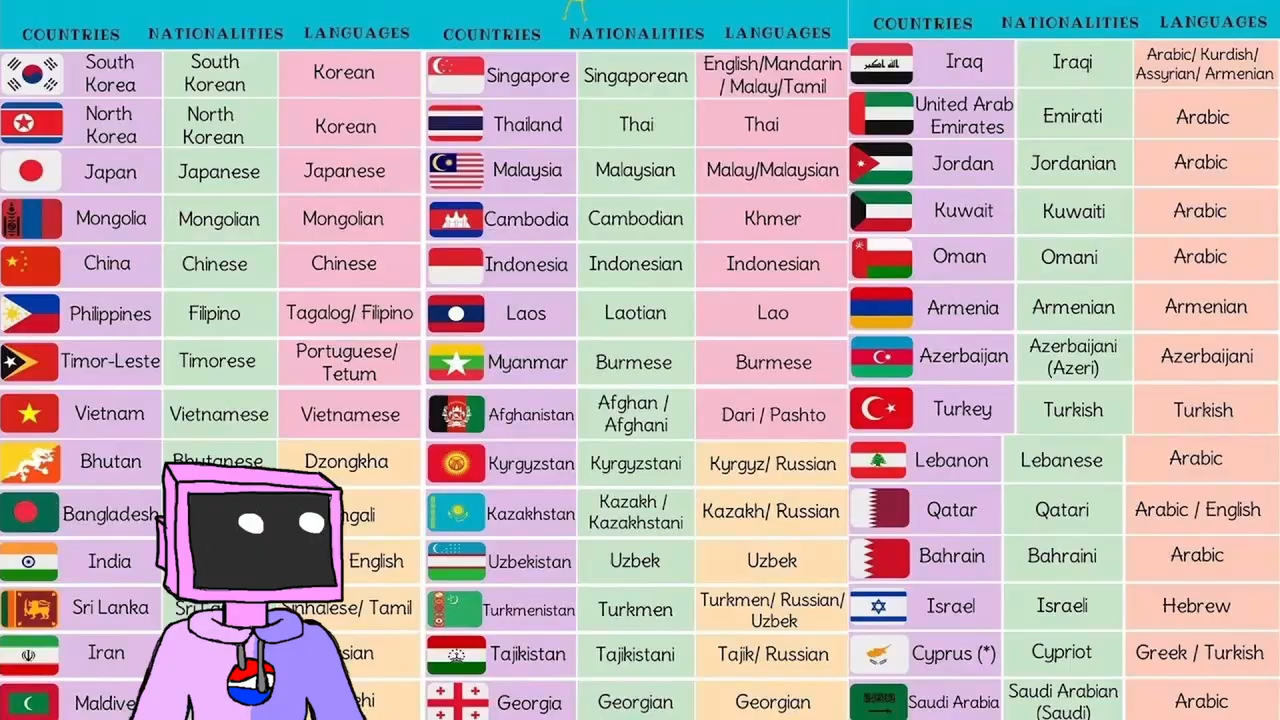 COUNTRIES NATIONALITIES LANGUAGES
South Korea
South Korean
Korean
North Korea
North Korean
Korean
Japan Japanese Japanese
Mongolia Mongolian Mongolian
China Chinese Chinese
Philippines Filipino Tagalog/ Filipino
Timor-Leste Timorese
Portuguese/
Tetum
Vietnam Vietnamese Vietnamese
Bhutan Bhutanese Dzongkha
Bangladesh
India English
Sri Lanka Sinhalese/ Tamil
Iran
COUNTRIES NATIONALITIES LANGUAGES
Singapore Singaporean
English/Mandarin
/ Malay/Tamil
Thailand Thai Thai
Malaysia Malaysian Malay/Malaysian
Cambodia Cambodian Khmer
Indonesia Indonesian Indonesian
Laos Laotian Lao
Myanmar Burmese Burmese
Afghanistan
Afghan /
Afghani
Dari / Pashto
Kyrgyzstan Kyrgyzstani Kyrgyz/ Russian
Kazakhstan
Kazakh /
Kazakhstani
Kazakh/ Russian
Uzbekistan Uzbek Uzbek
Turkmenistan Turkmen
Turkmen/ Russian/
Uzbek
Tajikistan Tajikistani Tajik/ Russian
Georgia Georgian Georgian
COUNTRIES NATIONALITIES LANGUAGES
الله اكبر
Iraq Iraqi
Arabic/ Kurdish/
Assyrian/ Armenian
United Arab
Emirates
Emirati Arabic
Jordan Jordanian Arabic
Kuwait Kuwaiti Arabic
Oman Omani Arabic
Armenia Armenian Armenian
Azerbaijan
Azerbaijani
(Azeri)
Azerbaijani
Turkey Turkish Turkish
Lebanon Lebanese Arabic
Qatar Qatari Arabic / English
Bahrain Bahraini Arabic
Israel Israeli Hebrew
Cyprus (*) Cypriot Greek / Turkish
Saudi Arabia
Saudi Arabian
(Saudi)
Arabic